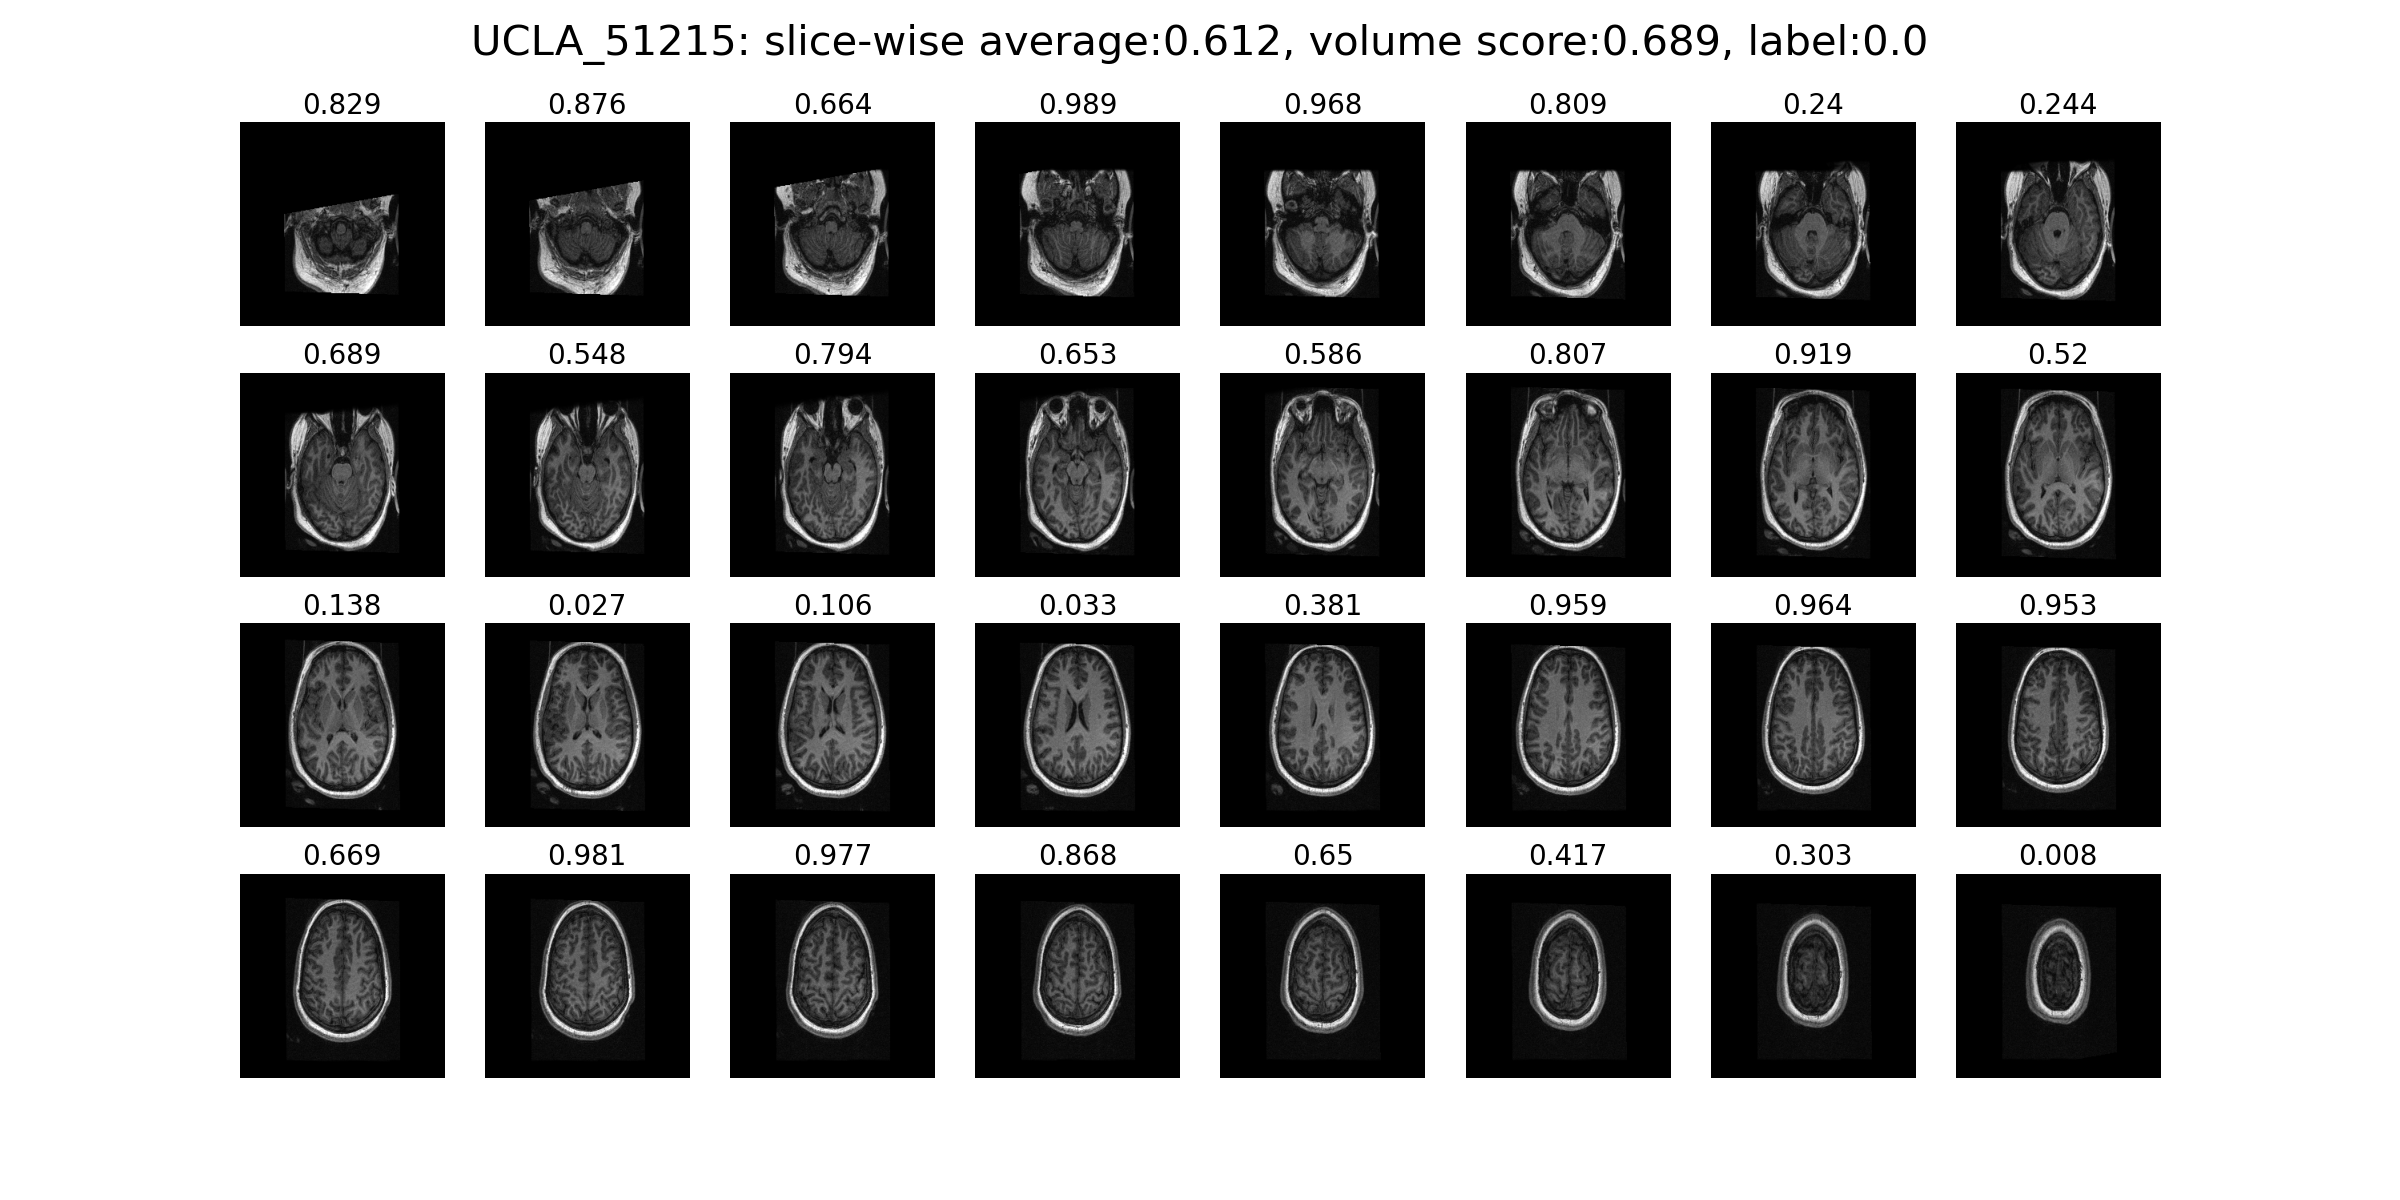 UCLA_51215: slice-wise average:0.612, volume score:0.689, label:0.0
0.829 0.876 0.664 0.989 0.968 0.809 0.24 0.244
0.689 0.548 0.794 0.653 0.586 0.807 0.919 0.52
0.138 0.027 0.106 0.033 0.381 0.959 0.964 0.953
0.669 0.981 0.977 0.868 0.65 0.417 0.303 0.008